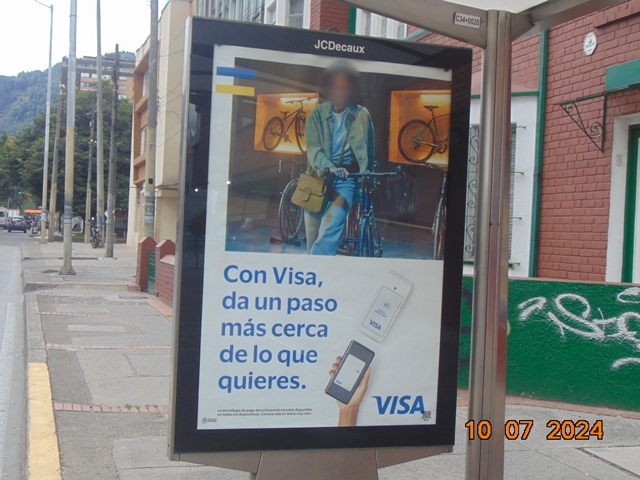 C34*0020
JCDecaux
Con Visa,
da un paso
más cerca
de lo que
quieres.
VISA
VISA
10 07 2024